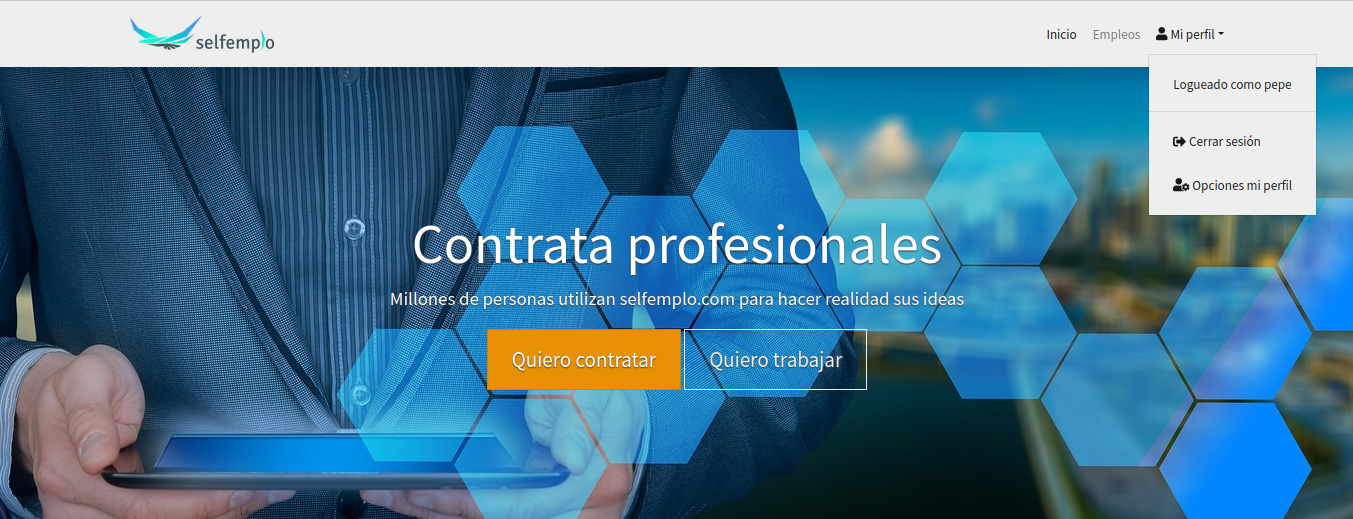 selfemplo
Inicio
Empleos
Mi perfil
Logueado como pepe
Cerrar sesión
Opciones mi perfil
Contrata profesionales
Millones de personas utilizan selfemplo.com para hacer realidad sus ideas
Quiero contratar
Quiero trabajar